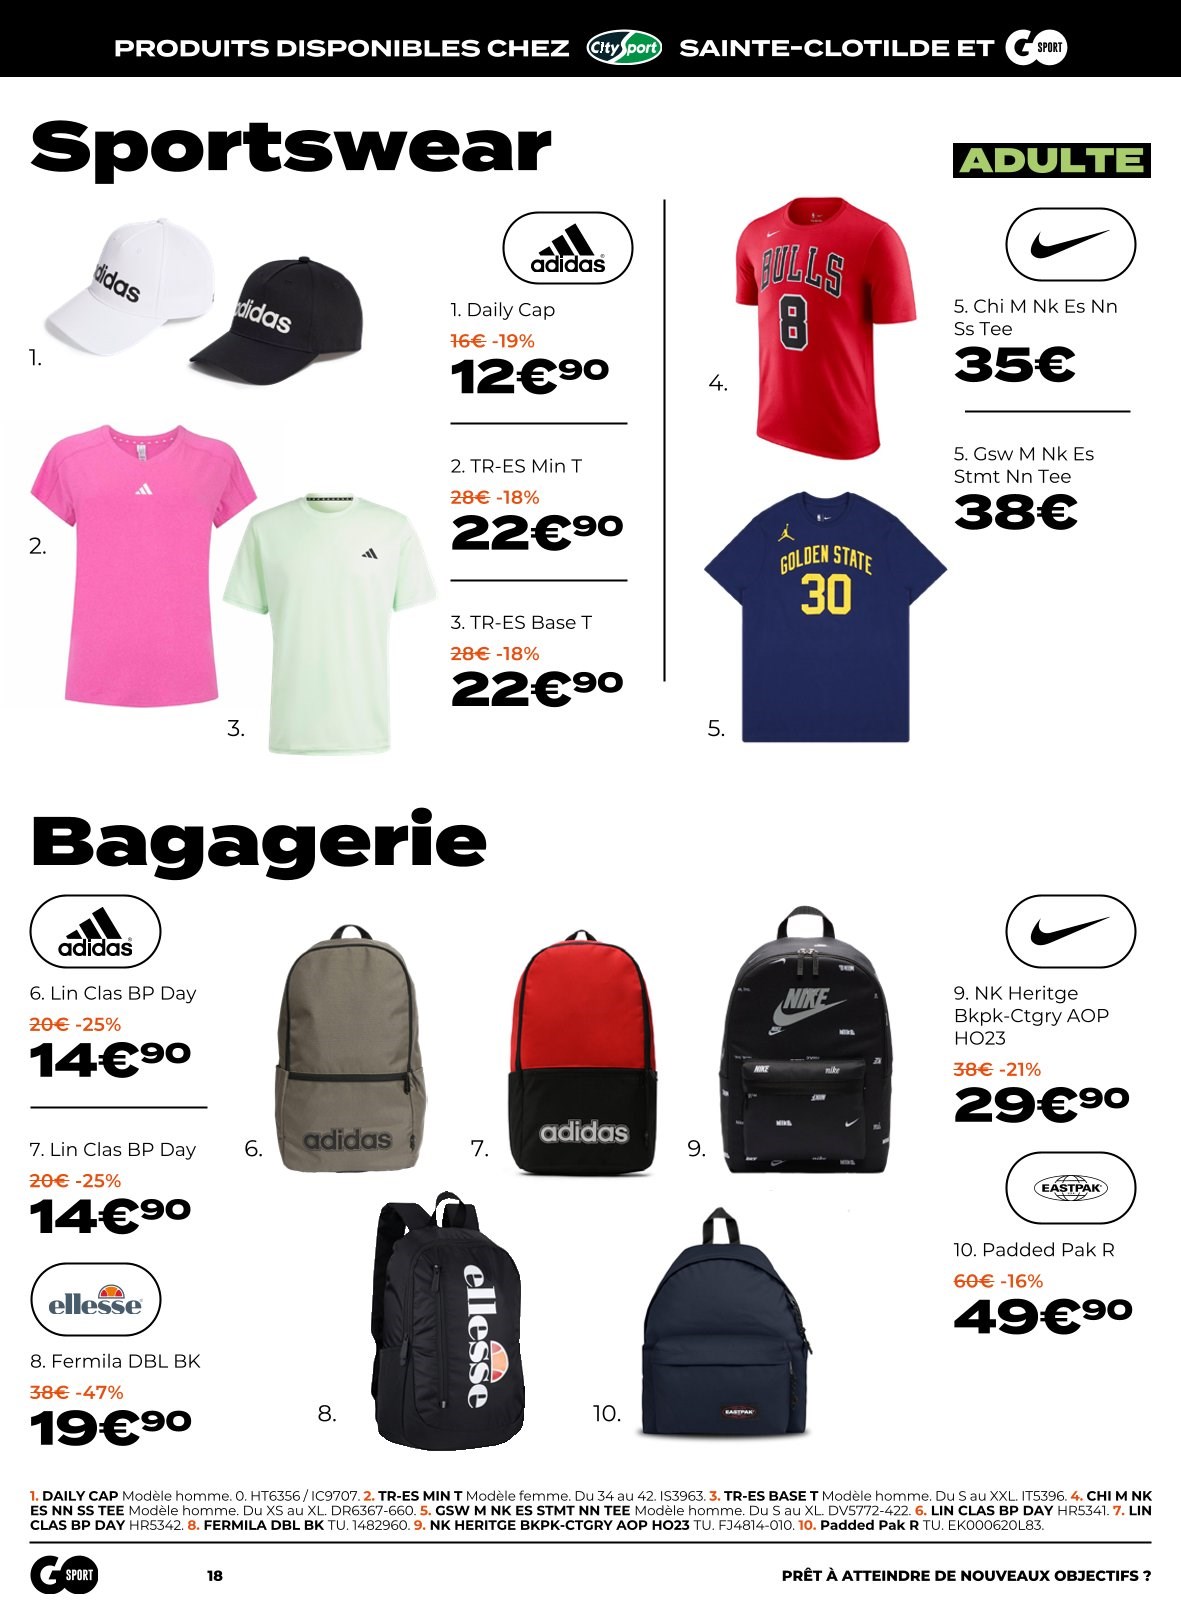 PRODUITS DISPONIBLES CHEZ CitySport SAINTE-CLOTILDE ET GO SPORT
Sportswear
ADULTE
adidas
adidas
1.
adidas
1. Daily Cap
16€ -19%
12€90
2.
2. TR-ES Min T
28€ -18%
22€90
3.
3. TR-ES Base T
28€ -18%
22€90
BULLS
8
4.
5. Chi M Nk Es Nn
Ss Tee
35€
5. Gsw M Nk Es
Stmt Nn Tee
38€
GOLDEN STATE
30
5.
Bagagerie
adidas
6. Lin Clas BP Day
20€ -25%
14€90
7. Lin Clas BP Day
20€ -25%
14€90
ellesse
8. Fermila DBL BK
38€ -47%
19€90
adidas
6.
adidas
7.
NIKE
NIKE
nike
9.
ellesse
8.
EASTPAK
10.
9. NK Heritge
Bkpk-Ctgry AOP
HO23
38€ -21%
29€90
EASTPAK
10. Padded Pak R
60€ -16%
49€90
1. DAILY CAP Modèle homme. 0. HT6356 / IC9707. 2. TR-ES MIN T Modèle femme. Du 34 au 42. IS3963. 3. TR-ES BASE T Modèle homme. Du S au XXL. IT5396. 4. CHI M NK
ES NN SS TEE Modèle homme. Du XS au XL. DR6367-660. 5. GSW M NK ES STMT NN TEE Modèle homme. Du S au XL. DV5772-422. 6. LIN CLAS BP DAY HR5341. 7. LIN
CLAS BP DAY HR5342. 8. FERMILA DBL BK TU. 1482960. 9. NK HERITGE BKPK-CTGRY AOP HO23 TU. FJ4814-010. 10. Padded Pak R TU. EK000620L83.
GO SPORT
18
PRÊT À ATTEINDRE DE NOUVEAUX OBJECTIFS ?